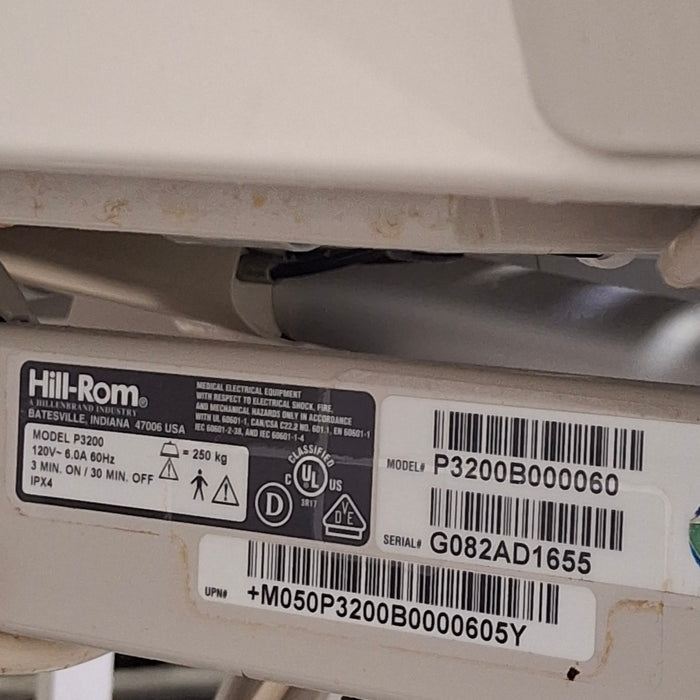 Hill-Rom®
A HILLENBRAND INDUSTRY
BATESVILLE, INDIANA 47006 USA
MEDICAL ELECTRICAL EQUIPMENT
WITH RESPECT TO ELECTRICAL SHOCK, FIRE,
AND MECHANICAL HAZARDS ONLY IN ACCORDANCE
WITH UL 60601-1, CAN/CSA C22.2 NO. 601.1, EN 60601-1
IEC 60601-2-38, AND IEC 60601-1-4
MODEL P3200
120V~ 6.0A 60Hz
3 MIN. ON / 30 MIN. OFF
IPX4
= 250 kg
CLASSIFIED
C UL US
3R17
D
DVE
MODEL# P3200B000060
SERIAL# G082AD1655
UPN# +M050P3200B0000605Y